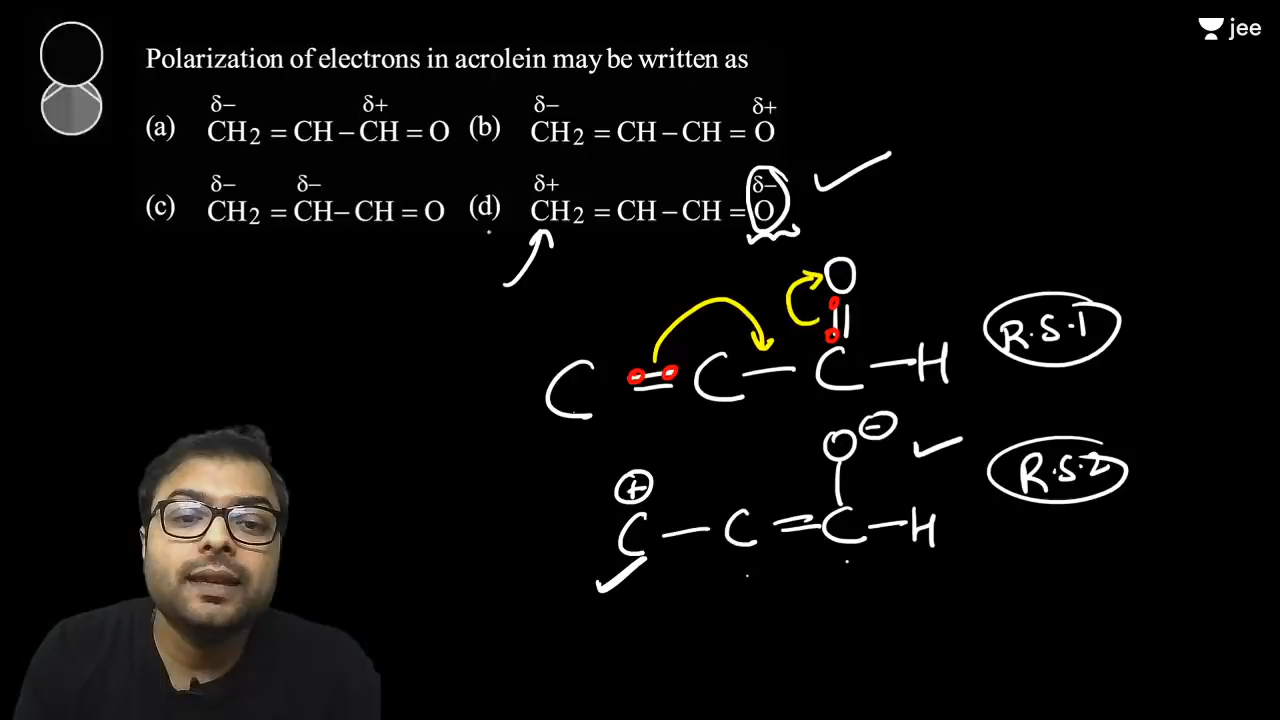 jee
Polarization of electrons in acrolein may be written as
δ− δ+ δ− δ+
(a) CH2 = CH − CH = O (b) CH2 = CH − CH = O
δ− δ− δ+ δ−
(c) CH2 = CH − CH = O (d) CH2 = CH − CH = O
O
C = C — C — H R.S.1
O ⊖
⊕
C — C = C — H R.S.2